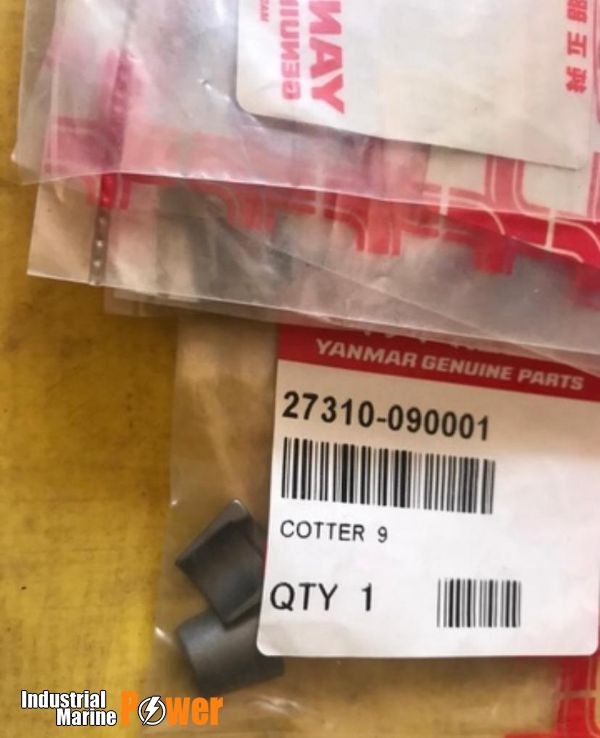 YANMAR GENUINE PARTS
27310-090001
COTTER 9
QTY 1
Industrial
Marine Power